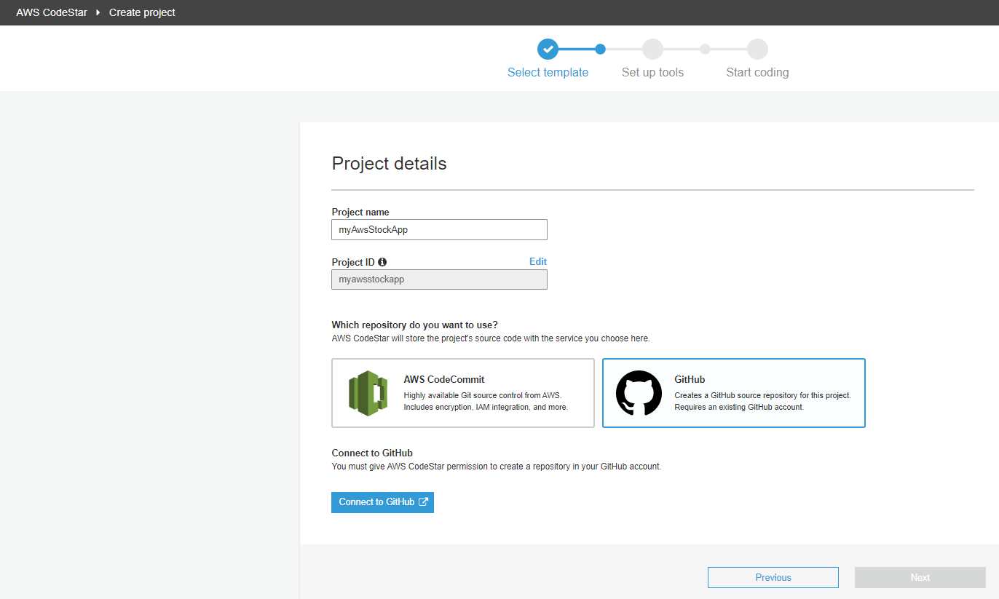 AWS CodeStar Create project
Select template Set up tools Start coding
Project details
Project name
myAwsStockApp
Project ID Edit
myawsstockapp
Which repository do you want to use?
AWS CodeStar will store the project's source code with the service you choose here.
AWS CodeCommit
Highly available Git source control from AWS.
Includes encryption, IAM integration, and more.
GitHub
Creates a GitHub source repository for this project.
Requires an existing GitHub account.
Connect to GitHub
You must give AWS CodeStar permission to create a repository in your GitHub account.
Connect to GitHub
Previous Next